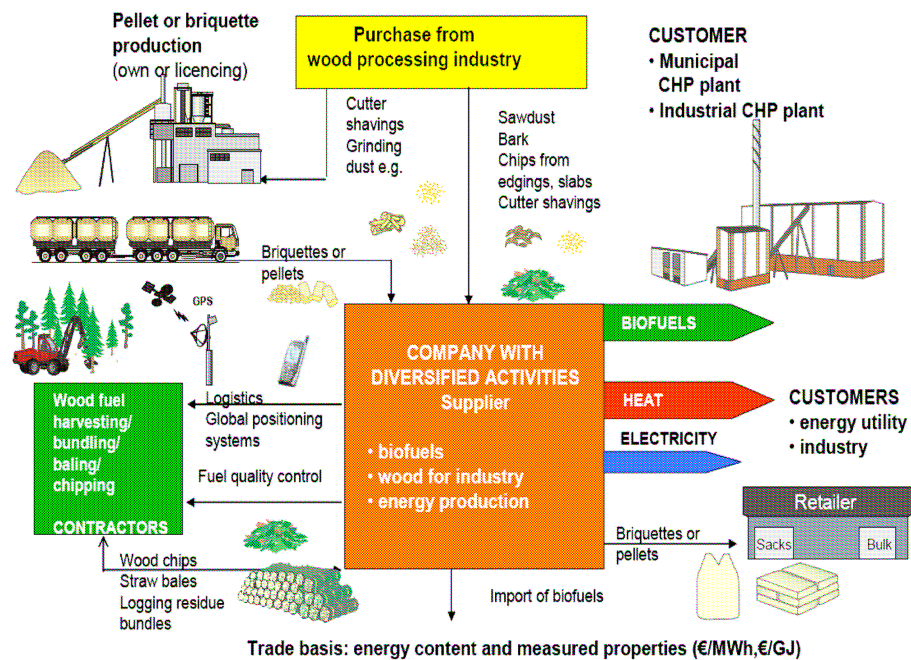 Pellet or briquette
production
(own or licencing)
Purchase from
wood processing industry
CUSTOMER
• Municipal
CHP plant
• Industrial CHP plant
Cutter
shavings
Grinding
dust e.g.
Sawdust
Bark
Chips from
edgings, slabs
Cutter shavings
Briquettes or
pellets
GPS
BIOFUELS
COMPANY WITH
DIVERSIFIED ACTIVITIES
Supplier
• biofuels
• wood for industry
• energy production
HEAT
ELECTRICITY
CUSTOMERS
• energy utility
• industry
Wood fuel
harvesting/
bundling/
baling/
chipping
CONTRACTORS
Logistics
Global positioning
systems
Fuel quality control
Retailer
Sacks
Bulk
Briquettes or
pellets
Wood chips
Straw bales
Logging residue
bundles
Import of biofuels
Trade basis: energy content and measured properties (€/MWh,€/GJ)